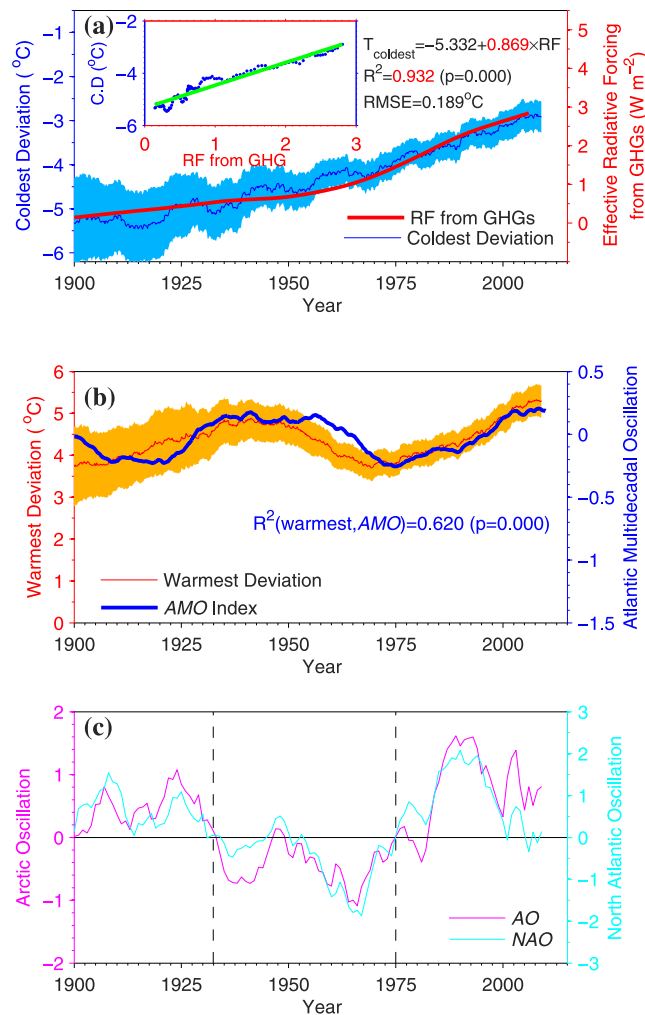 (a)
−0.5
−1
−2
−3
−4
−5
−6
Coldest Deviation ( °C)
−2
−4
−6
C.D (°C)
0 1 2 3
RF from GHG
T coldest=−5.332+0.869×RF
R²=0.932 (p=0.000)
RMSE=0.189°C
5
4
3
2
1
0
Effective Radiative Forcing
from GHGs (W m−2)
RF from GHGs
Coldest Deviation
1900 1925 1950 1975 2000
Year
(b)
6
5
4
3
2
1
0
Warmest Deviation ( °C)
0.5
0
−0.5
−1
−1.5
Atlantic Multidecadal Oscillation
R²(warmest,AMO)=0.620 (p=0.000)
Warmest Deviation
AMO Index
1900 1925 1950 1975 2000
Year
(c)
2
1
0
−1
−2
Arctic Oscillation
3
2
1
0
−1
−2
−3
North Atlantic Oscillation
AO
NAO
1900 1925 1950 1975 2000
Year